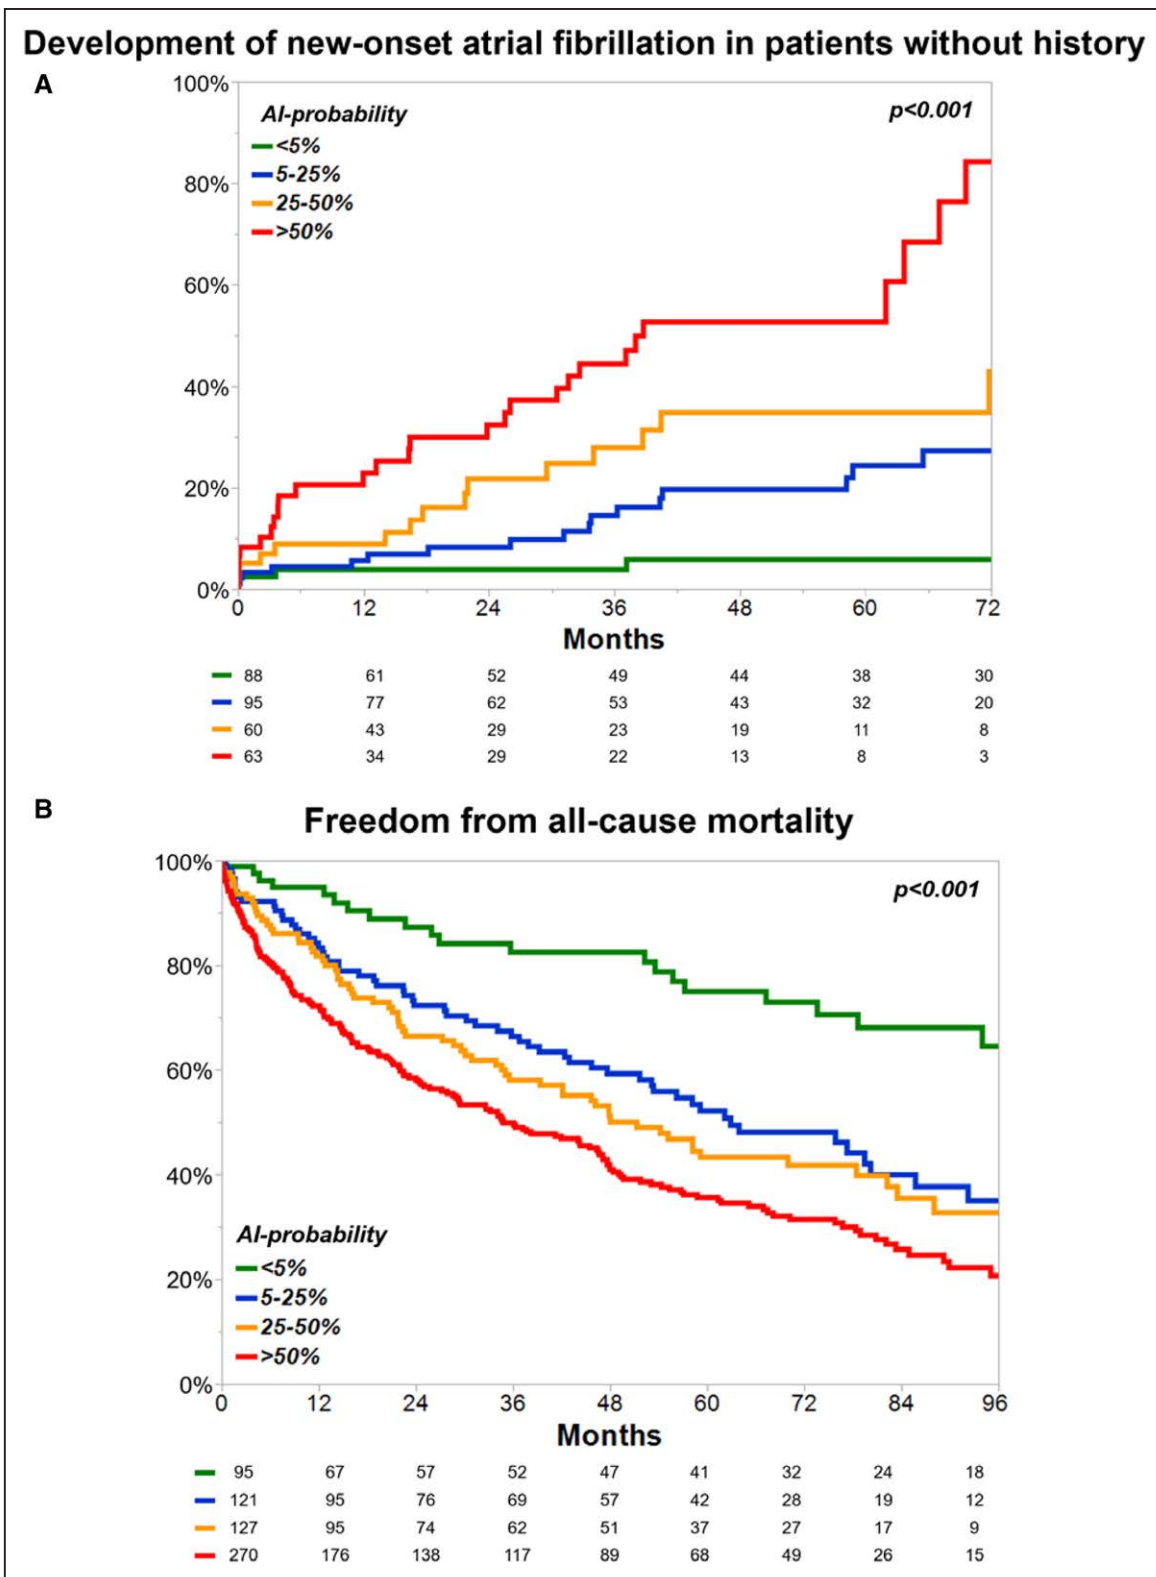 Development of new-onset atrial fibrillation in patients without history
A
100%
80%
60%
40%
20%
0%
AI-probability
<5%
5-25%
25-50%
>50%
p<0.001
0 12 24 36 48 60 72
Months
88 61 52 49 44 38 30
95 77 62 53 43 32 20
60 43 29 23 19 11 8
63 34 29 22 13 8 3
B
Freedom from all-cause mortality
100%
80%
60%
40%
20%
0%
p<0.001
AI-probability
<5%
5-25%
25-50%
>50%
0 12 24 36 48 60 72 84 96
Months
95 67 57 52 47 41 32 24 18
121 95 76 69 57 42 28 19 12
127 95 74 62 51 37 27 17 9
270 176 138 117 89 68 49 26 15